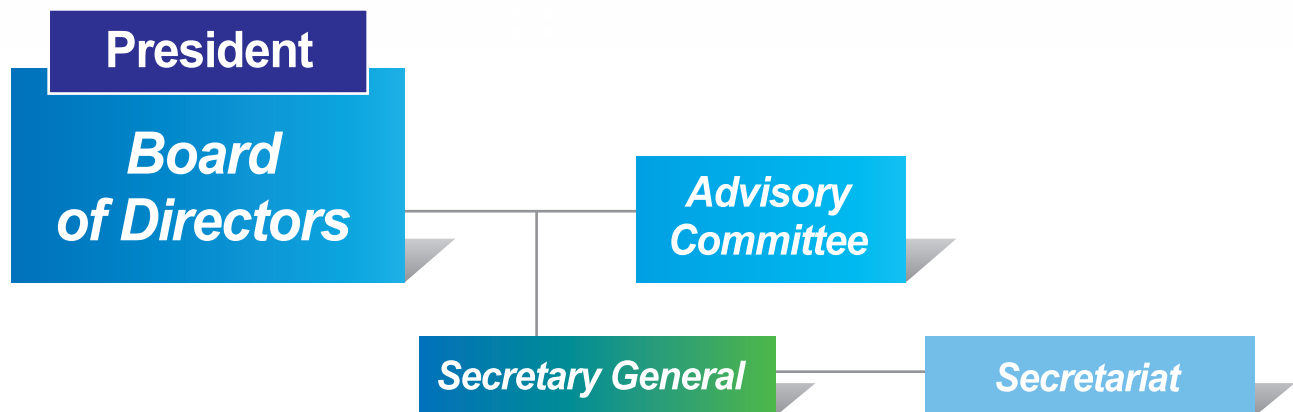 President
Board
of Directors
Advisory
Committee
Secretary General
Secretariat